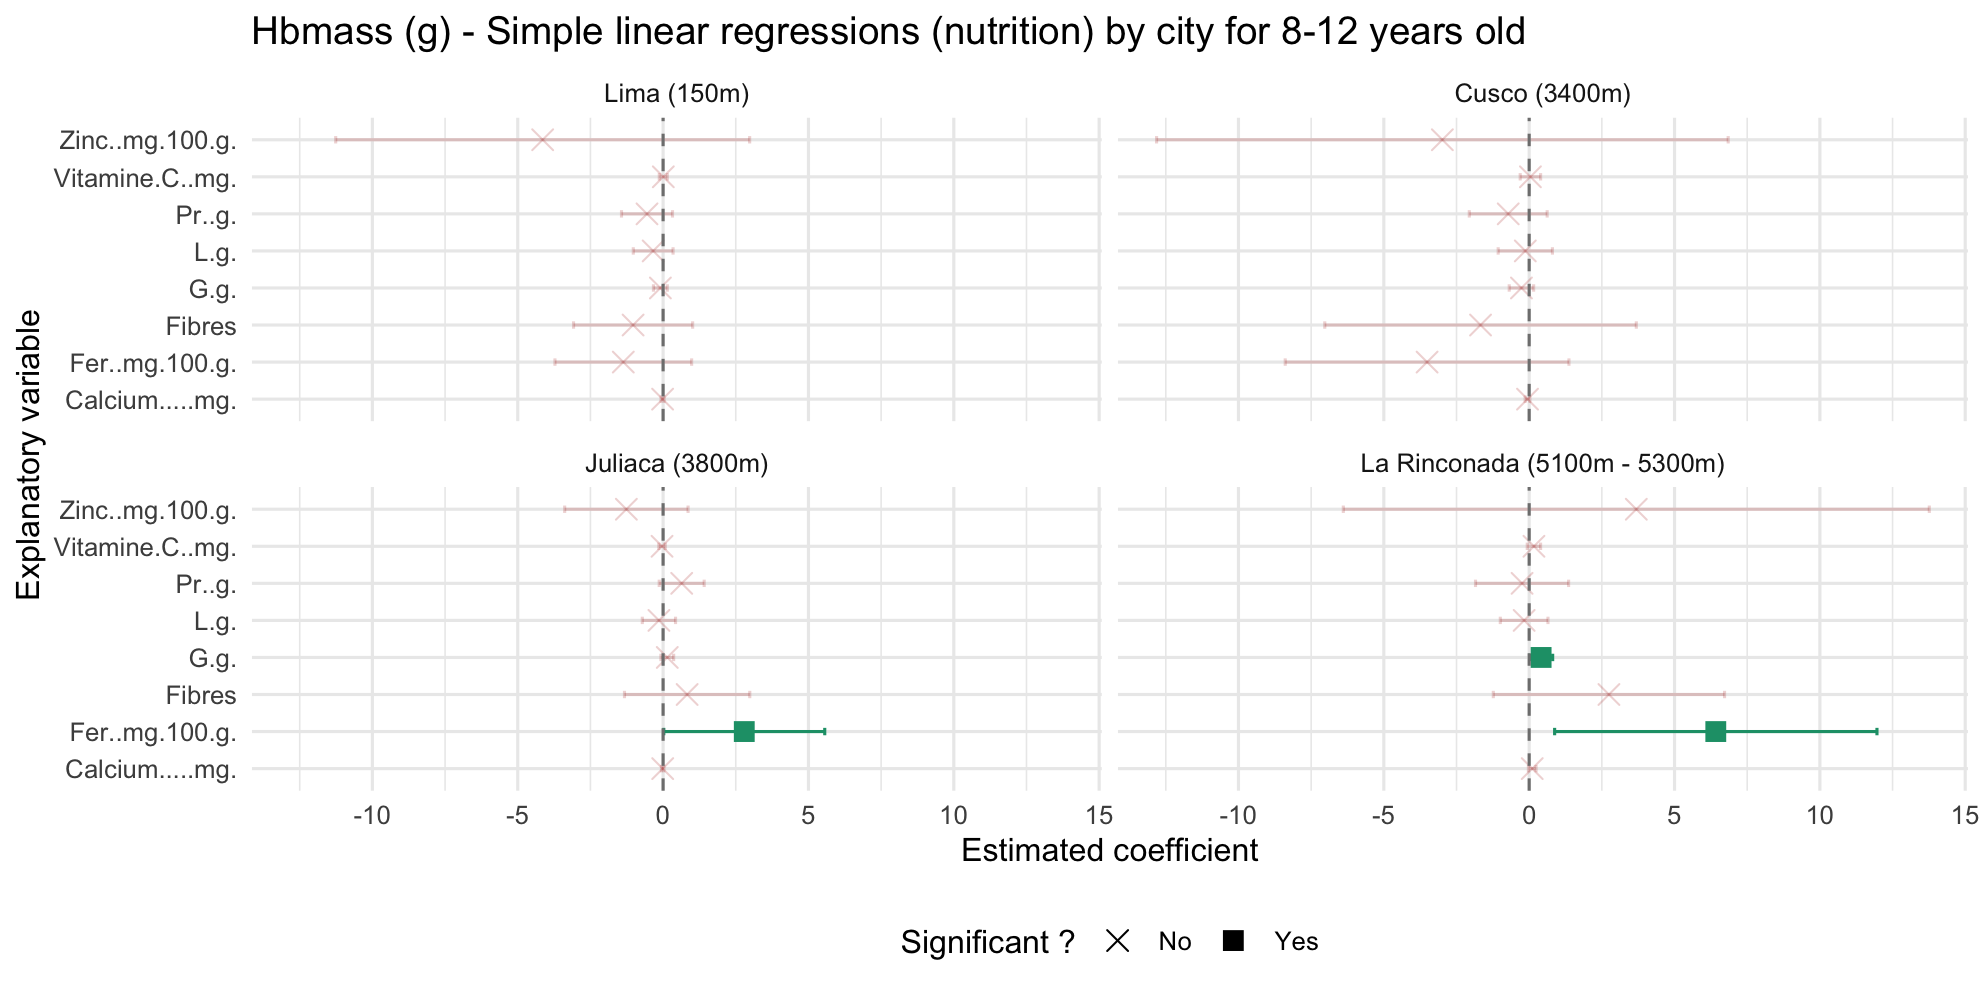 Hbmass (g) - Simple linear regressions (nutrition) by city for 8-12 years old
Lima (150m)
Cusco (3400m)
Zinc..mg.100.g.
Vitamine.C..mg.
Pr..g.
L.g.
G.g.
Fibres
Fer..mg.100.g.
Calcium.....mg.
Juliaca (3800m)
La Rinconada (5100m - 5300m)
Zinc..mg.100.g.
Vitamine.C..mg.
Pr..g.
L.g.
G.g.
Fibres
Fer..mg.100.g.
Calcium.....mg.
Explanatory variable
-10 -5 0 5 10 15
-10 -5 0 5 10 15
Estimated coefficient
Significant ? No Yes